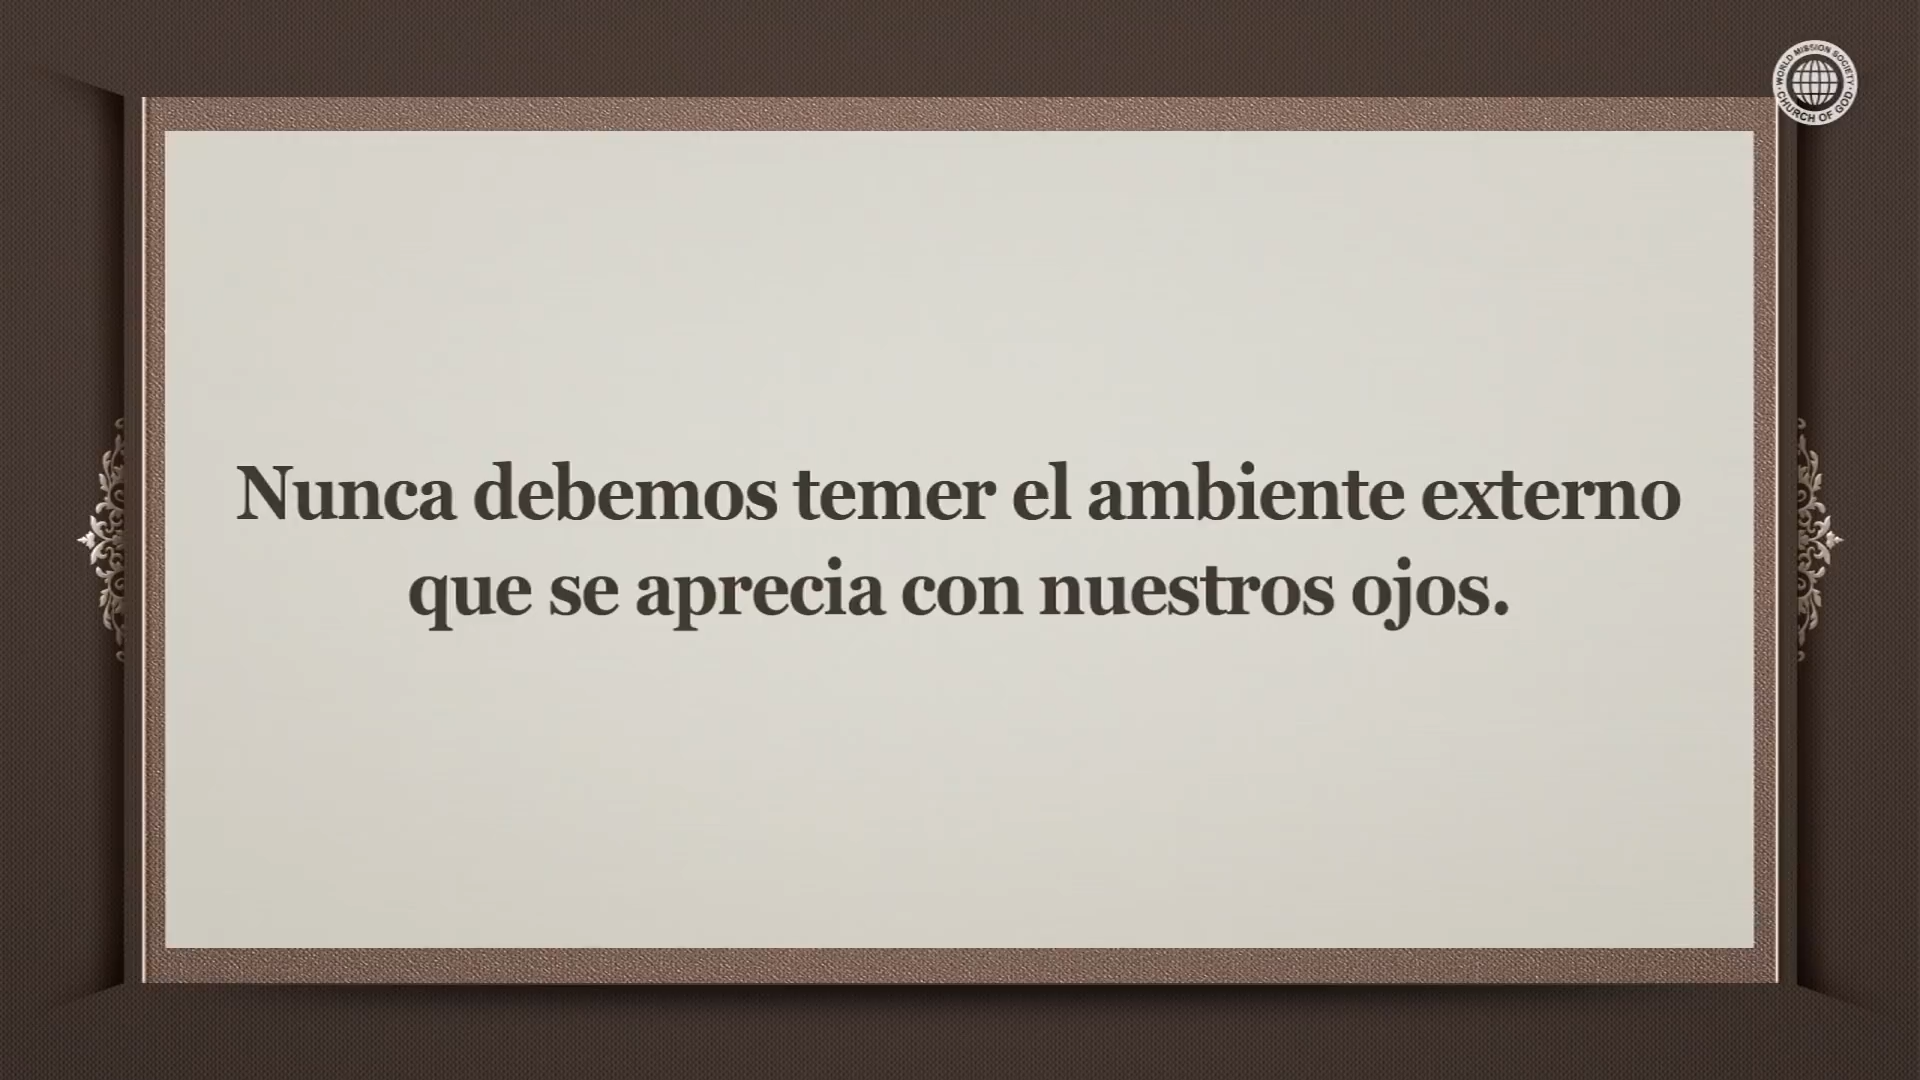 WORLD MISSION SOCIETY
CHURCH OF GOD
Nunca debemos temer el ambiente externo
que se aprecia con nuestros ojos.